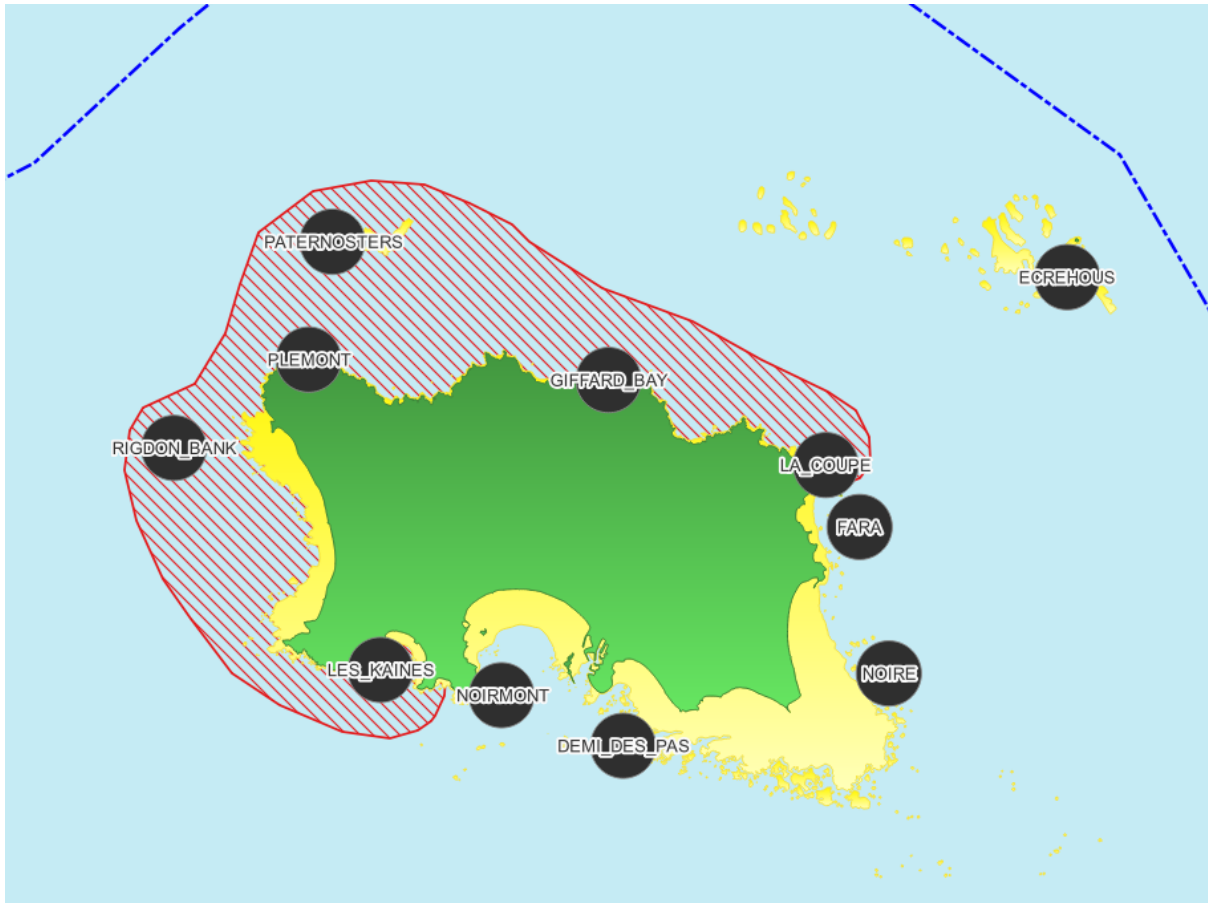 PATERNOSTERS
ECREHOUS
PLEMONT
GIFFARD_BAY
RIGDON_BANK
LA_COUPE
FARA
LES_KAINES
NOIRMONT
NOIRE
DEMI_DES_PAS